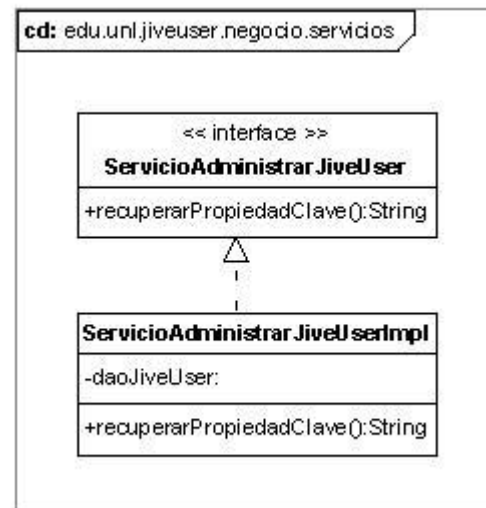 cd: edu.unl.jiveuser.negocio.servicios
<< interface >>
ServicioAdministrarJiveUser
+recuperarPropiedadClave():String
ServicioAdministrarJiveUserImpl
-daoJiveUser:
+recuperarPropiedadClave():String